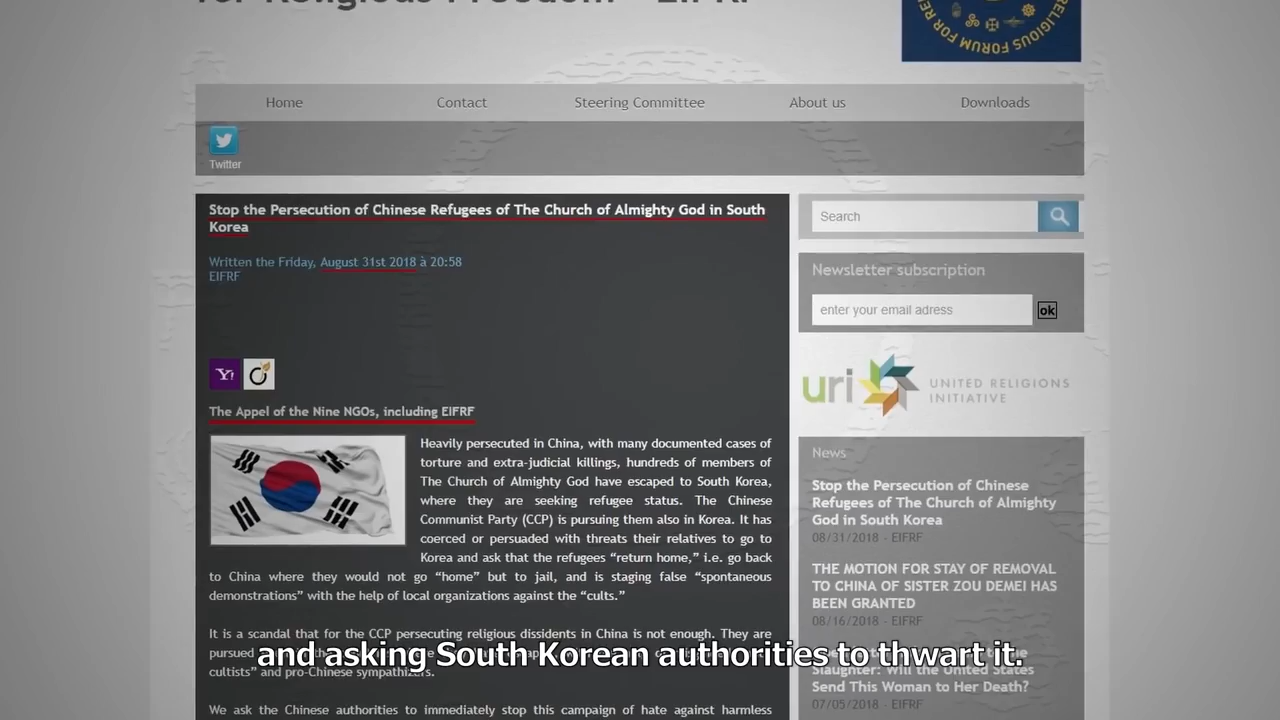 for Religious Freedom - EIFRF
RELIGIOUS FORUM FOR RE
Home Contact Steering Committee About us Downloads
Twitter
Stop the Persecution of Chinese Refugees of The Church of Almighty God in South
Korea
Written the Friday, August 31st 2018 à 20:58
EIFRF
Y!
The Appel of the Nine NGOs, including EIFRF
Heavily persecuted in China, with many documented cases of
torture and extra-judicial killings, hundreds of members of
The Church of Almighty God have escaped to South Korea,
where they are seeking refugee status. The Chinese
Communist Party (CCP) is pursuing them also in Korea. It has
coerced or persuaded with threats their relatives to go to
Korea and ask that the refugees “return home,” i.e. go back
to China where they would not go “home” but to jail, and is staging false “spontaneous
demonstrations” with the help of local organizations against the “cults.”
It is a scandal that for the CCP persecuting religious dissidents in China is not enough. They are
pursued
cultists” and pro-Chinese sympathizers.
We ask the Chinese authorities to immediately stop this campaign of hate against harmless
Search
Newsletter subscription
enter your email adress ok
uri UNITED RELIGIONS
INITIATIVE
News
Stop the Persecution of Chinese
Refugees of The Church of Almighty
God in South Korea
08/31/2018 - EIFRF
THE MOTION FOR STAY OF REMOVAL
TO CHINA OF SISTER ZOU DEMEI HAS
BEEN GRANTED
08/16/2018 - EIFRF
Slaughter: Will the United States
Send This Woman to Her Death?
07/05/2018 - EIFRF
and asking South Korean authorities to thwart it.